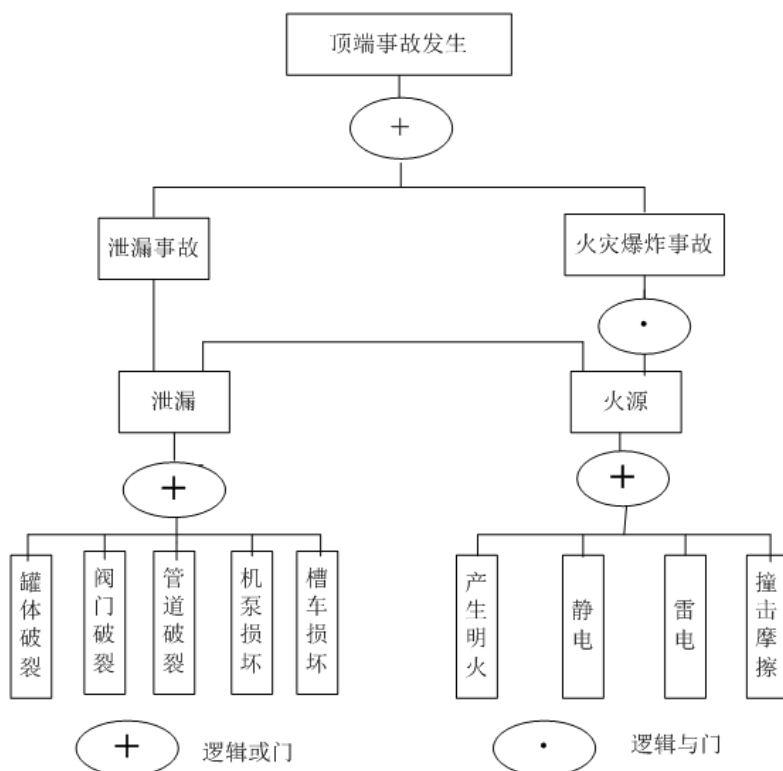 顶端事故发生
+
泄漏事故
火灾爆炸事故
·
泄漏
火源
+
+
罐体破裂
阀门破裂
管道破裂
机泵损坏
槽车损坏
产生明火
静电
雷电
撞击摩擦
+
逻辑或门
·
逻辑与门